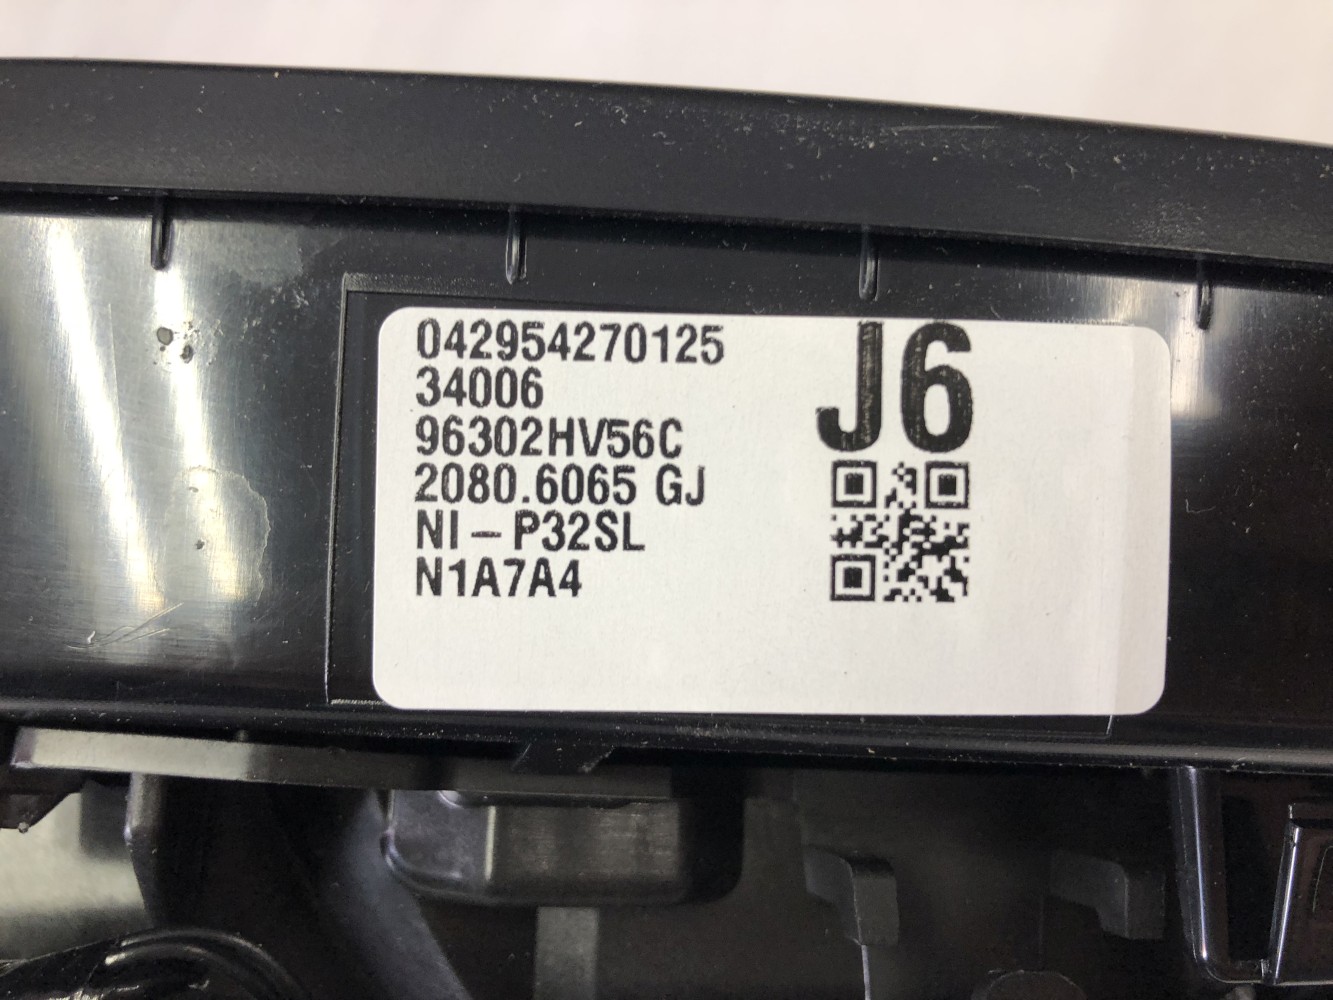 042954270125
34006
96302HV56C
2080.6065 GJ
NI-P32SL
N1A7A4
J6